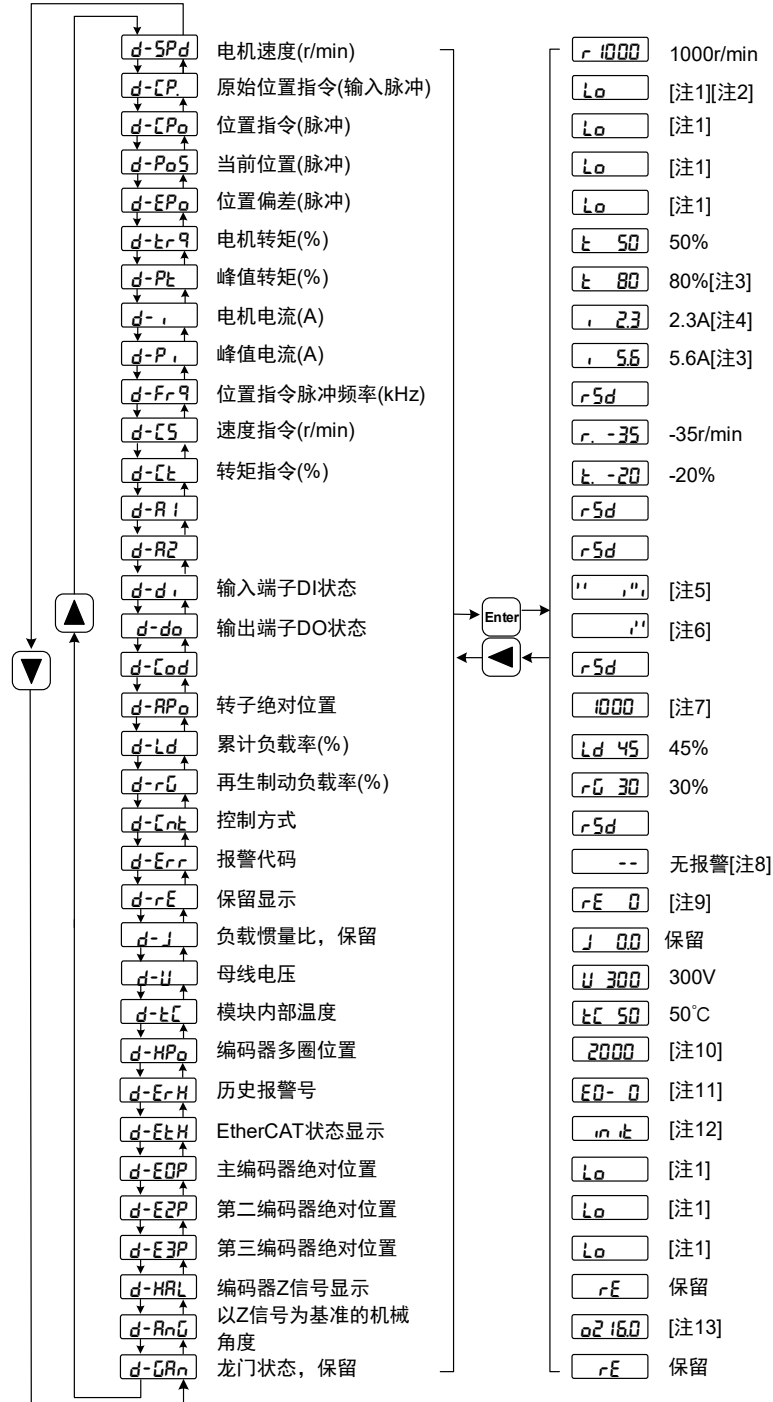 d-SPd 电机速度(r/min) r 1000 1000r/min
d-CP. 原始位置指令(输入脉冲) Lo [注1][注2]
d-CPo 位置指令(脉冲) Lo [注1]
d-PoS 当前位置(脉冲) Lo [注1]
d-EPo 位置偏差(脉冲) Lo [注1]
d-trq 电机转矩(%) t 50 50%
d-Pt 峰值转矩(%) t 80 80%[注3]
d-i 电机电流(A) i 2.3 2.3A[注4]
d-Pi 峰值电流(A) i 5.6 5.6A[注3]
d-Frq 位置指令脉冲频率(kHz) rSd
d-CS 速度指令(r/min) r. -35 -35r/min
d-Ct 转矩指令(%) t. -20 -20%
d-A1 rSd
d-A2 rSd
d-di 输入端子DI状态 [注5]
d-do 输出端子DO状态 [注6]
Enter
d-Cod rSd
d-APo 转子绝对位置 1000 [注7]
d-Ld 累计负载率(%) Ld 45 45%
d-rG 再生制动负载率(%) rG 30 30%
d-Cnt 控制方式 rSd
d-Err 报警代码 -- 无报警[注8]
d-rE 保留显示 rE 0 [注9]
d-J 负载惯量比，保留 J 0.0 保留
d-U 母线电压 U 300 300V
d-tC 模块内部温度 tC 50 50℃
d-HPo 编码器多圈位置 2000 [注10]
d-ErH 历史报警号 E0- 0 [注11]
d-EtH EtherCAT状态显示 init [注12]
d-E0P 主编码器绝对位置 Lo [注1]
d-E2P 第二编码器绝对位置 Lo [注1]
d-E3P 第三编码器绝对位置 Lo [注1]
d-HAL 编码器Z信号显示 rE 保留
d-AnG 以Z信号为基准的机械 o216.0 [注13]
角度
d-GAn 龙门状态，保留 rE 保留